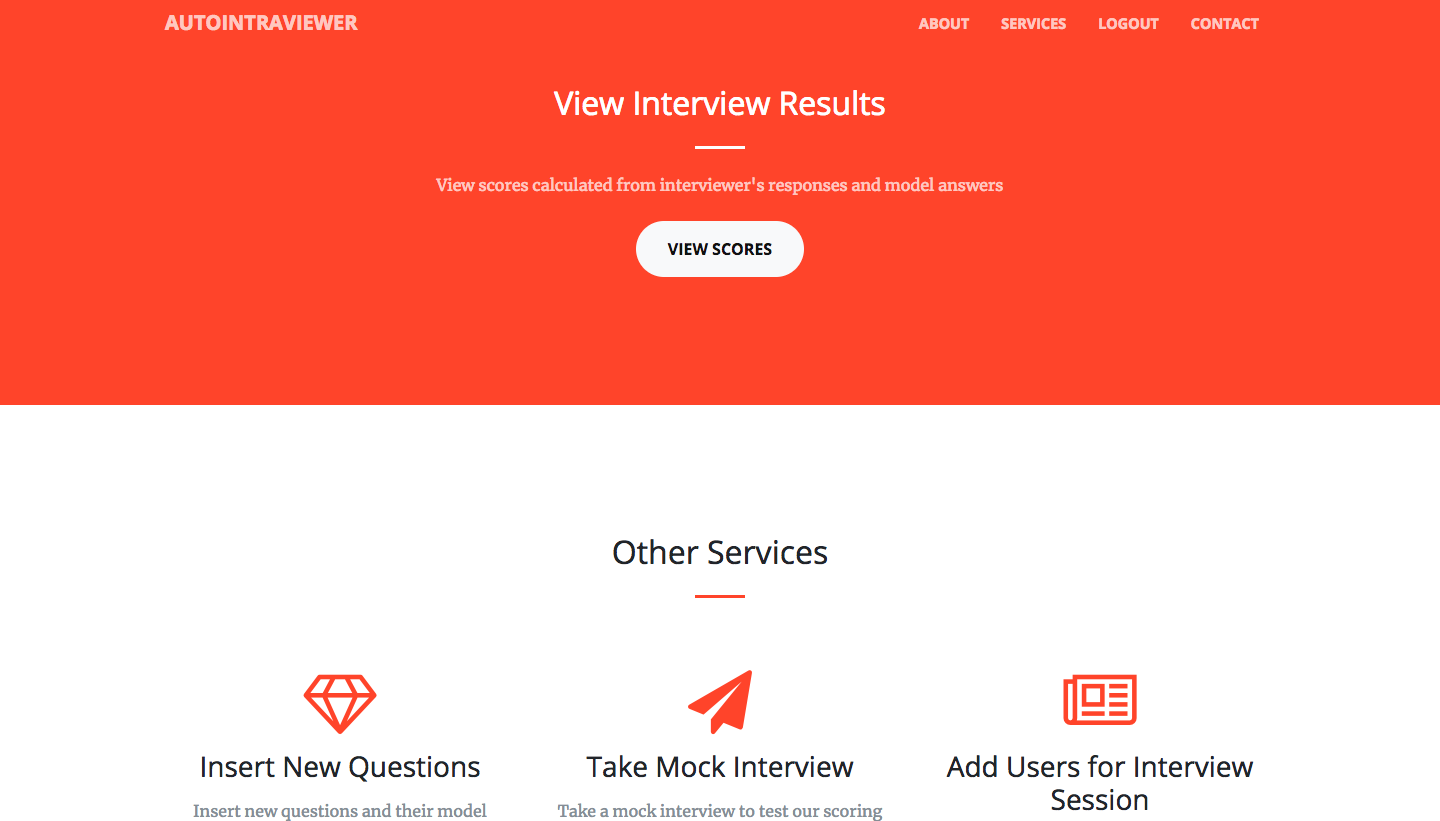 AUTOINTRAVIEWER
ABOUT SERVICES LOGOUT CONTACT
View Interview Results
View scores calculated from interviewer's responses and model answers
VIEW SCORES
Other Services
Insert New Questions
Insert new questions and their model
Take Mock Interview
Take a mock interview to test our scoring
Add Users for Interview
Session